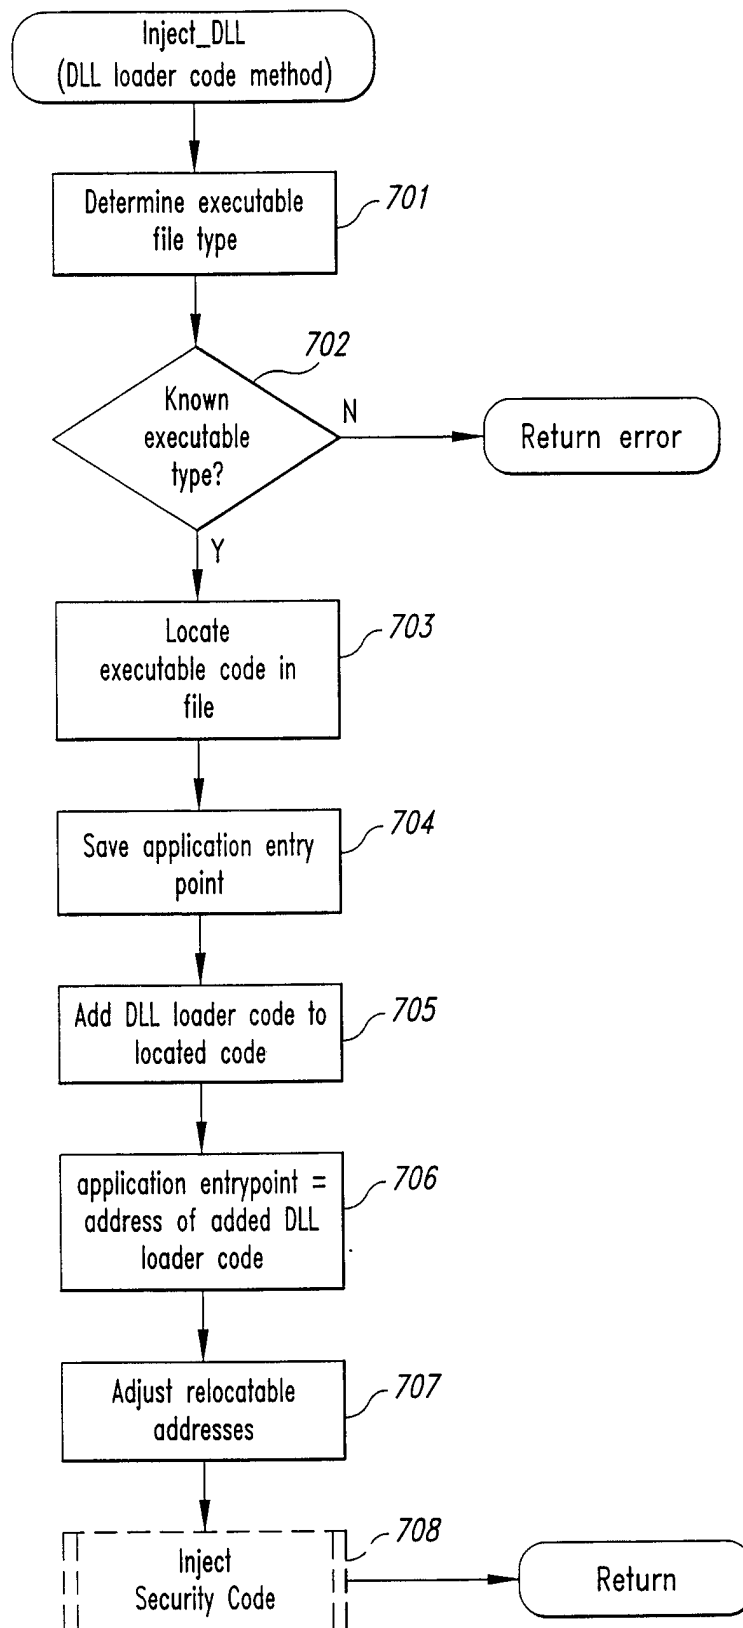 Inject_DLL
(DLL loader code method)
Determine executable
file type
701
702
Known
executable
type?
N
Return error
Y
Locate
executable code in
file
703
Save application entry
point
704
Add DLL loader code to
located code
705
application entrypoint =
address of added DLL
loader code
706
Adjust relocatable
addresses
707
Inject
Security Code
708
Return